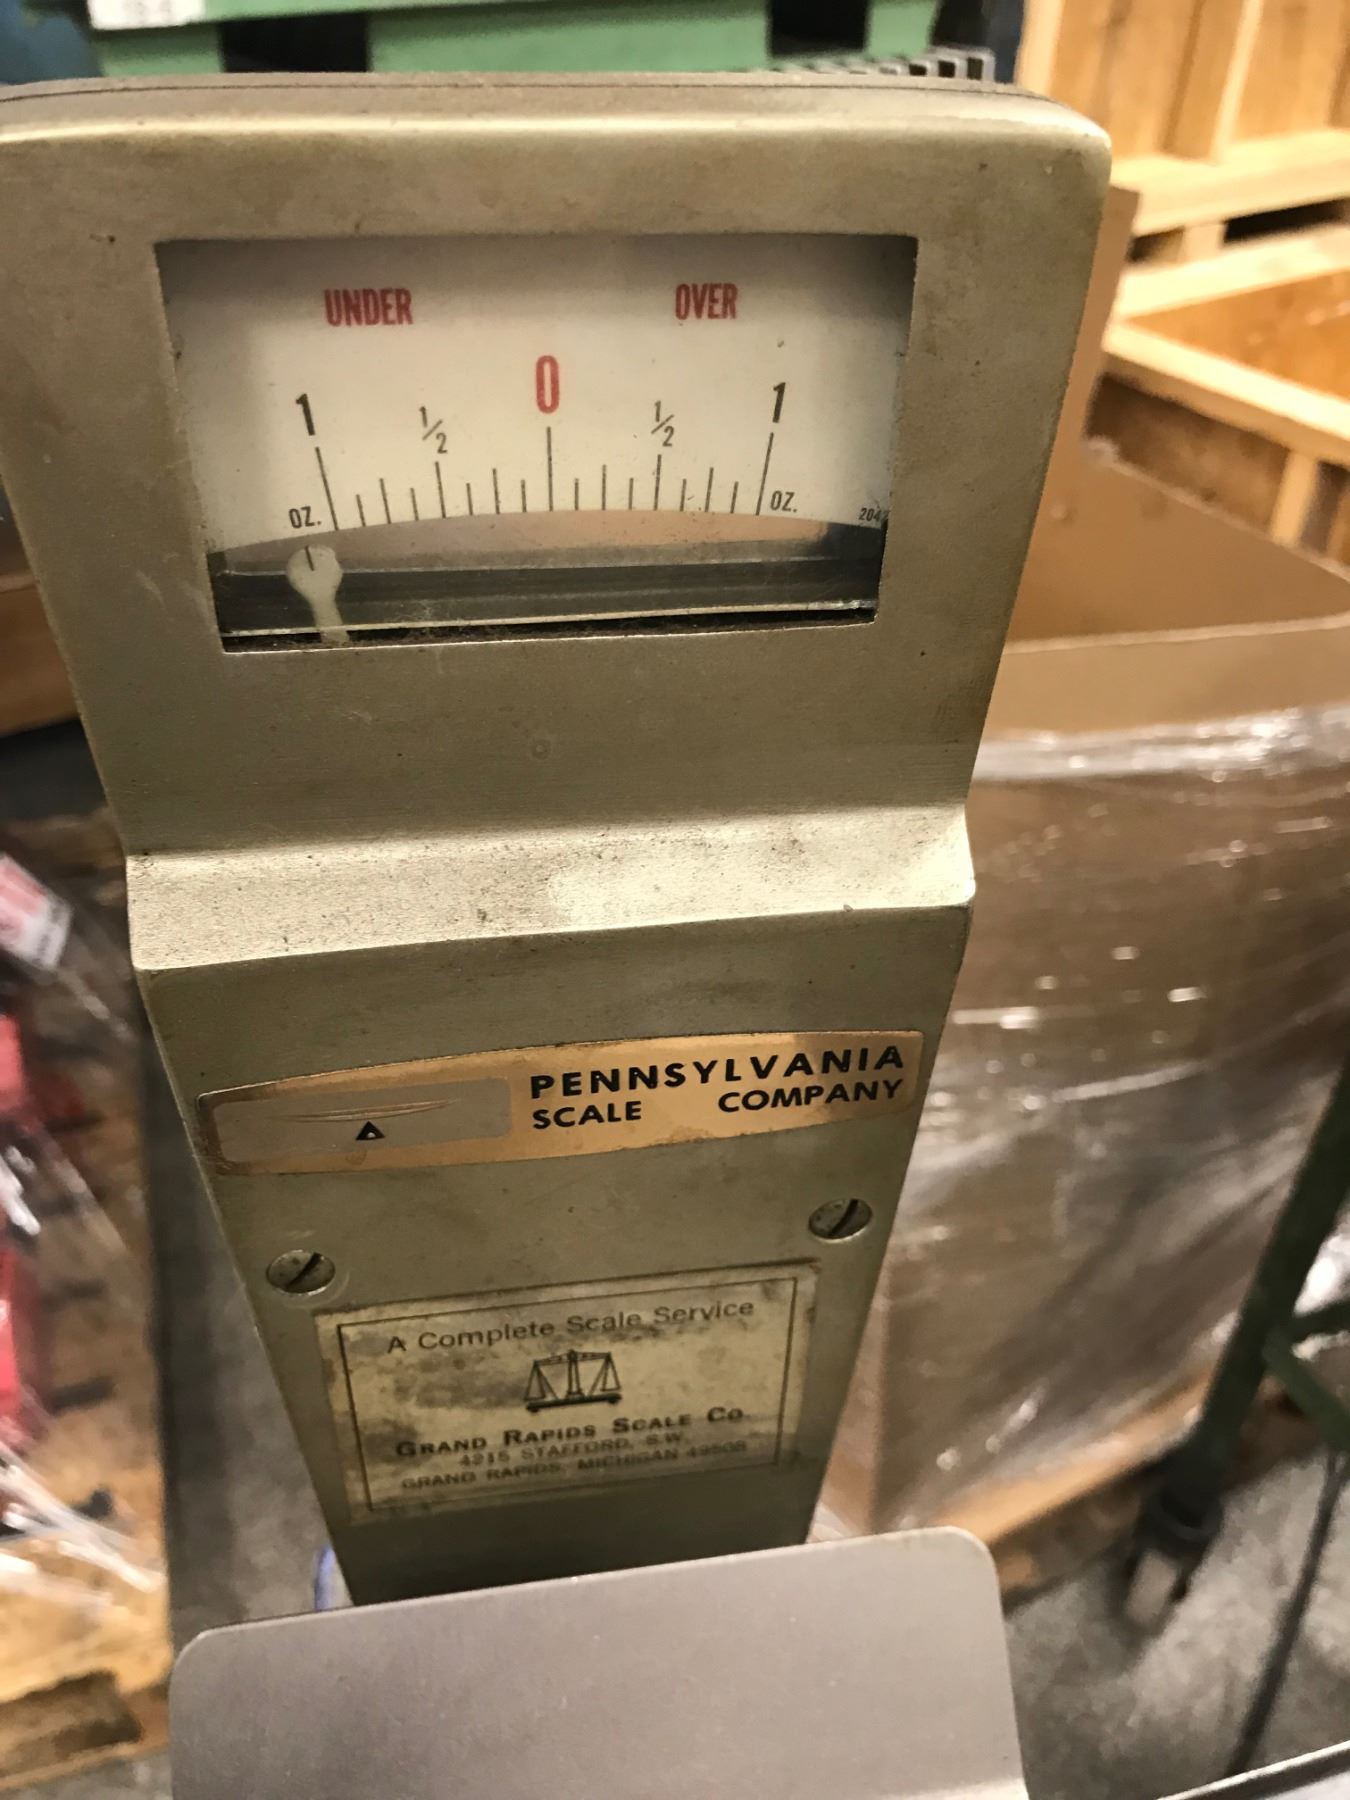 UNDER OVER
0
1 1/2 1/2 1
OZ. OZ.
PENNSYLVANIA
SCALE COMPANY
A Complete Scale Service
GRAND RAPIDS SCALE CO.
4215 STAFFORD, S.W.
GRAND RAPIDS, MICHIGAN 49508